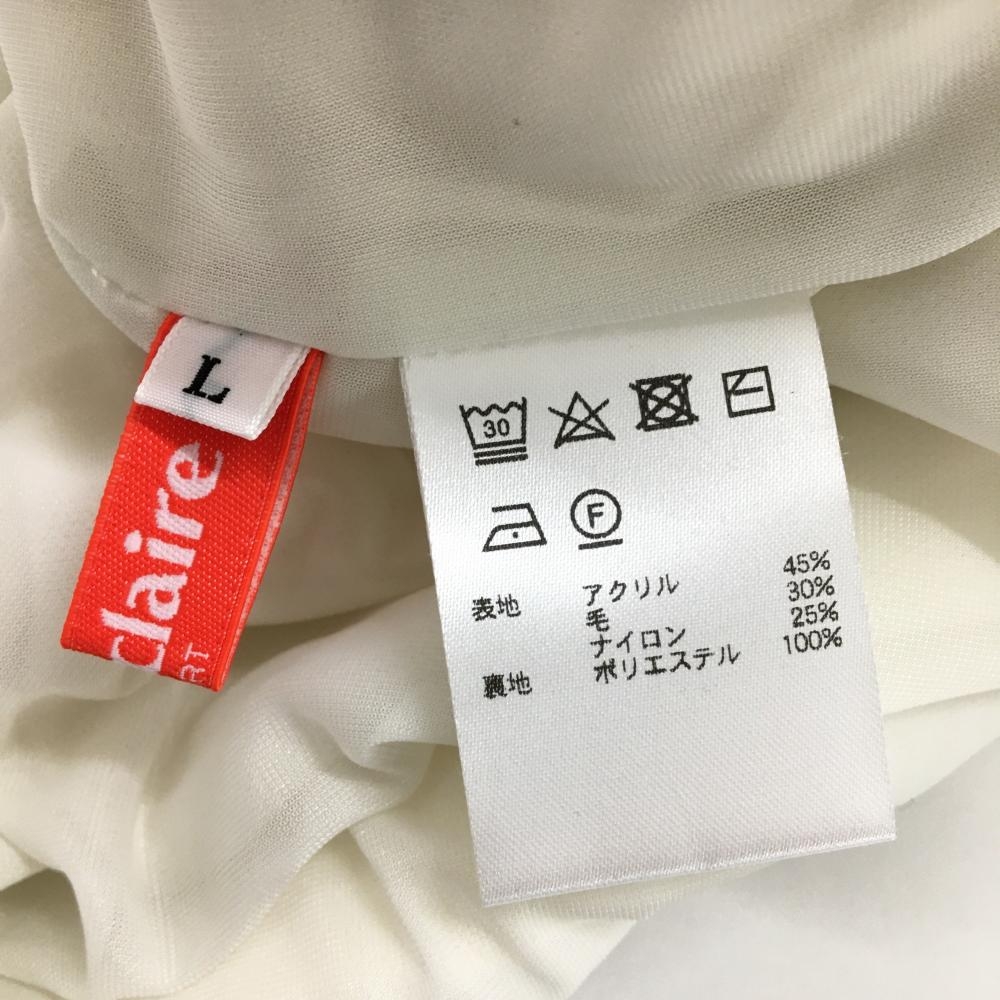 L
claire
RT
30
F
表地 アクリル 45%
毛 30%
ナイロン 25%
裏地 ポリエステル 100%